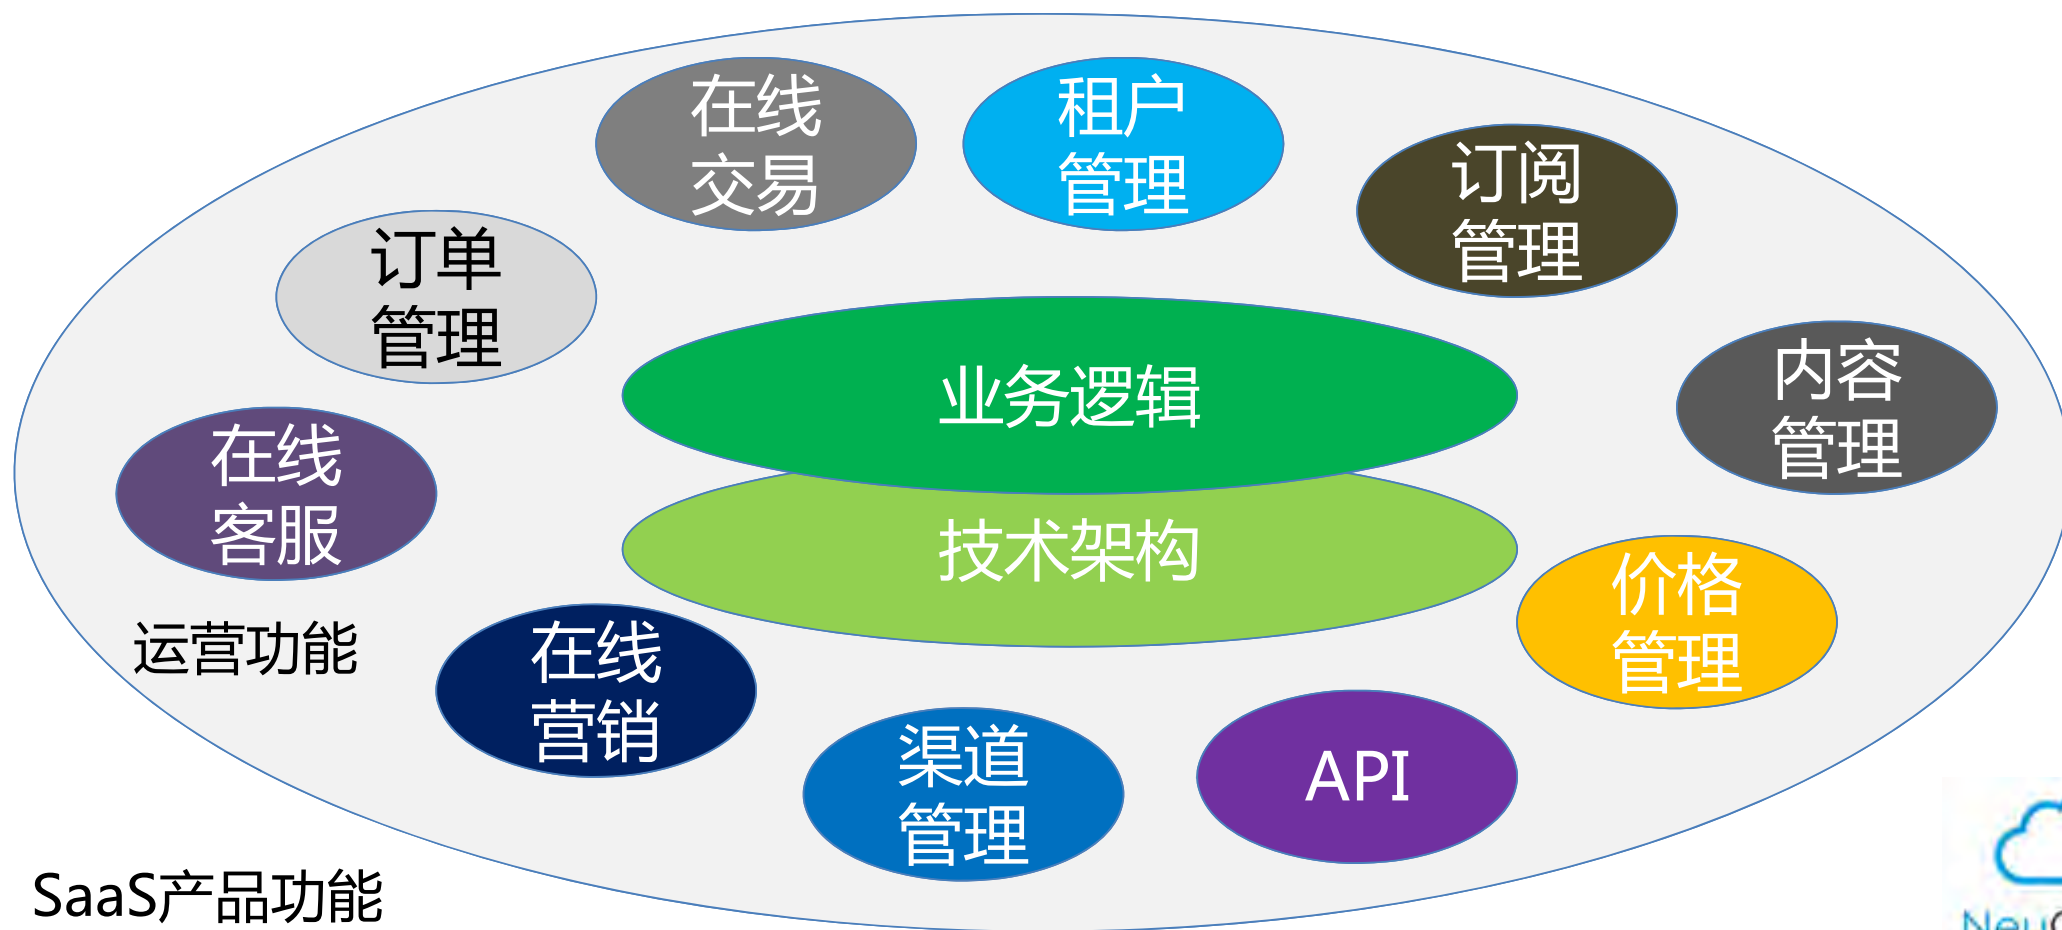 在线
交易
租户
管理
订阅
管理
订单
管理
内容
管理
业务逻辑
在线
客服
技术架构
价格
管理
运营功能
在线
营销
渠道
管理
API
SaaS产品功能